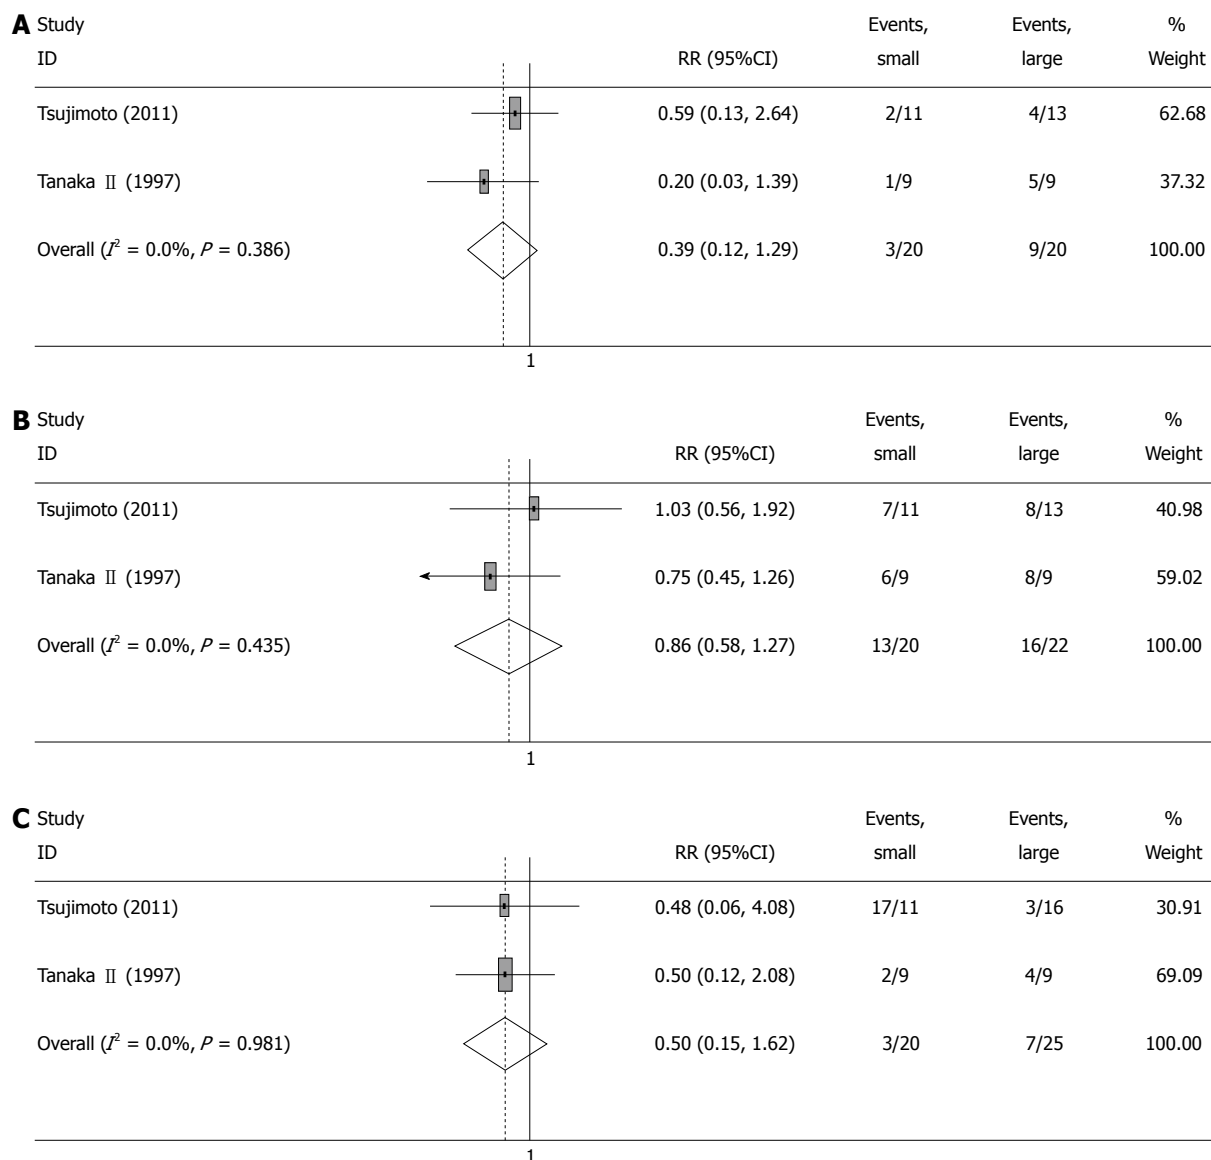 A Study Events, Events, %
ID RR (95%CI) small large Weight
Tsujimoto (2011) 0.59 (0.13, 2.64) 2/11 4/13 62.68
Tanaka Ⅱ (1997) 0.20 (0.03, 1.39) 1/9 5/9 37.32
Overall (I² = 0.0%, P = 0.386) 0.39 (0.12, 1.29) 3/20 9/20 100.00
1
B Study Events, Events, %
ID RR (95%CI) small large Weight
Tsujimoto (2011) 1.03 (0.56, 1.92) 7/11 8/13 40.98
Tanaka Ⅱ (1997) 0.75 (0.45, 1.26) 6/9 8/9 59.02
Overall (I² = 0.0%, P = 0.435) 0.86 (0.58, 1.27) 13/20 16/22 100.00
1
C Study Events, Events, %
ID RR (95%CI) small large Weight
Tsujimoto (2011) 0.48 (0.06, 4.08) 17/11 3/16 30.91
Tanaka Ⅱ (1997) 0.50 (0.12, 2.08) 2/9 4/9 69.09
Overall (I² = 0.0%, P = 0.981) 0.50 (0.15, 1.62) 3/20 7/25 100.00
1